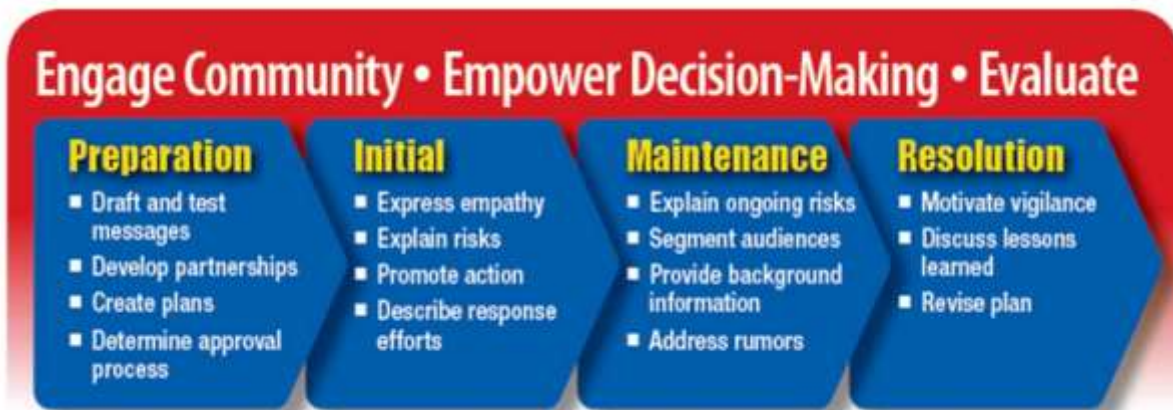 Engage Community • Empower Decision-Making • Evaluate
Preparation
▪ Draft and test
messages
▪ Develop partnerships
▪ Create plans
▪ Determine approval
process
Initial
▪ Express empathy
▪ Explain risks
▪ Promote action
▪ Describe response
efforts
Maintenance
▪ Explain ongoing risks
▪ Segment audiences
▪ Provide background
information
▪ Address rumors
Resolution
▪ Motivate vigilance
▪ Discuss lessons
learned
▪ Revise plan